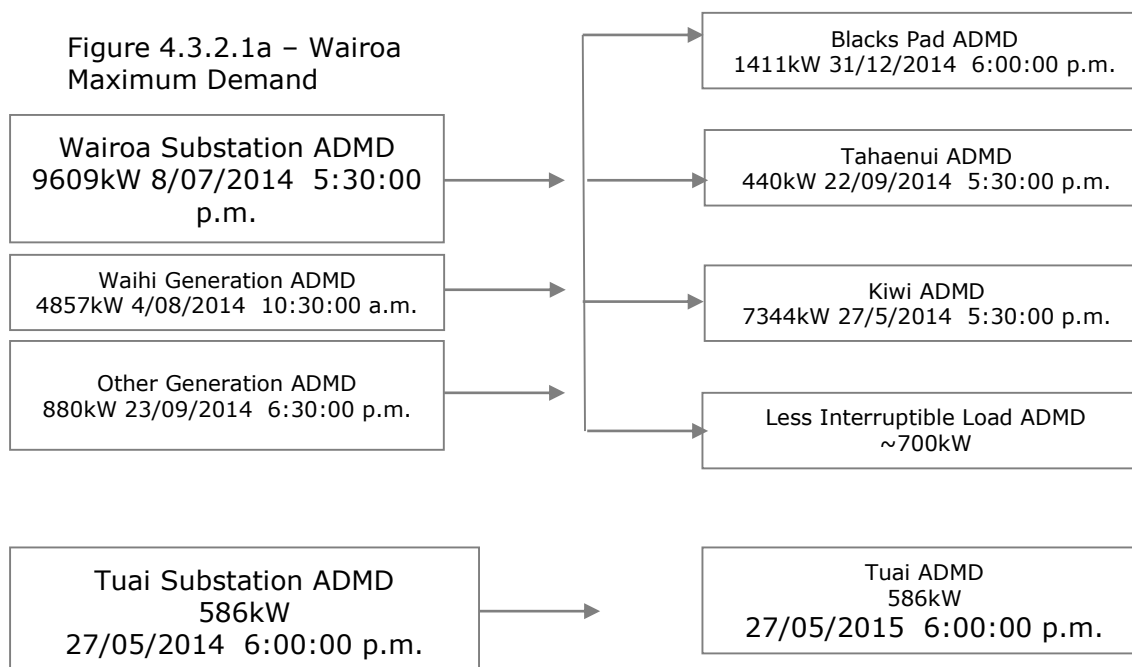 Figure 4.3.2.1a – Wairoa
Maximum Demand
Wairoa Substation ADMD
9609kW 8/07/2014 5:30:00
p.m.
Waihi Generation ADMD
4857kW 4/08/2014 10:30:00 a.m.
Other Generation ADMD
880kW 23/09/2014 6:30:00 p.m.
Blacks Pad ADMD
1411kW 31/12/2014 6:00:00 p.m.
Tahaenui ADMD
440kW 22/09/2014 5:30:00 p.m.
Kiwi ADMD
7344kW 27/5/2014 5:30:00 p.m.
Less Interruptible Load ADMD
~700kW
Tuai Substation ADMD
586kW
27/05/2014 6:00:00 p.m.
Tuai ADMD
586kW
27/05/2015 6:00:00 p.m.